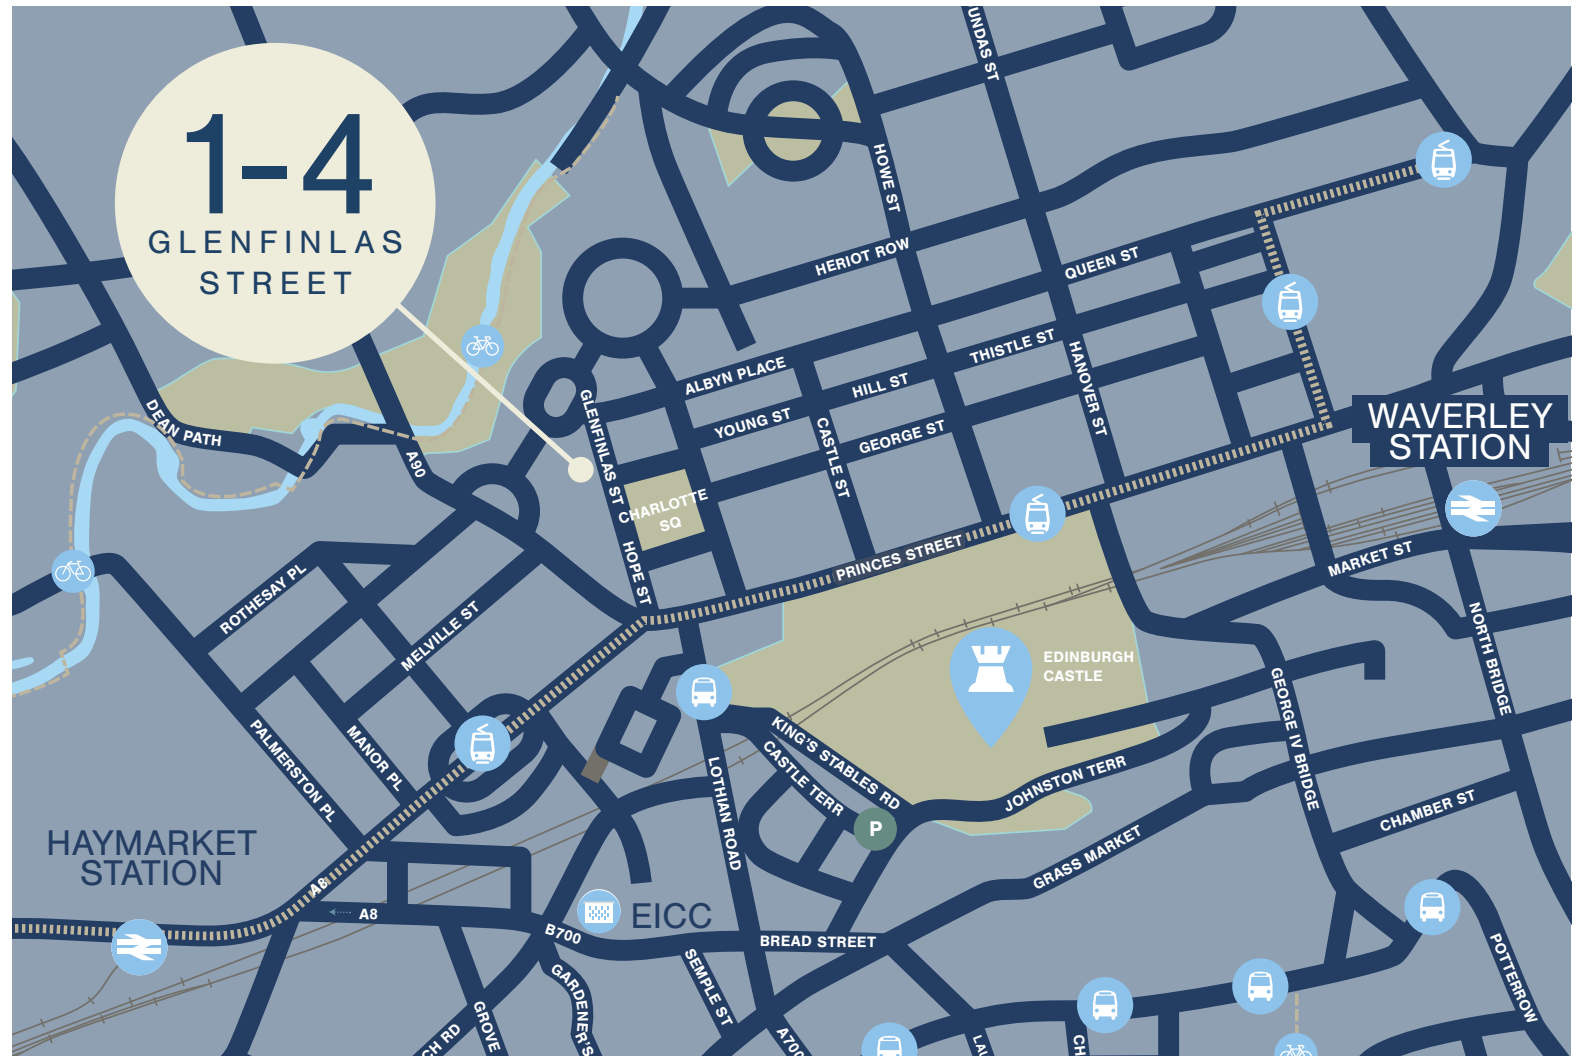 1–4
GLENFINLAS
STREET
HOWE ST
HERIOT ROW
QUEEN ST
THISTLE ST
HANOVER ST
ALBYN PLACE
HILL ST
YOUNG ST
CASTLE ST
GEORGE ST
GLENFINLAS ST
CHARLOTTE
SQ
HOPE ST
PRINCES STREET
DEAN PATH
A90
WAVERLEY
STATION
MARKET ST
NORTH BRIDGE
ROTHESAY PL
MELVILLE ST
PALMERSTON PL
MANOR PL
EDINBURGH
CASTLE
KING'S STABLES RD
CASTLE TERR
JOHNSTON TERR
GEORGE IV BRIDGE
CHAMBER ST
GRASS MARKET
LOTHIAN ROAD
P
HAYMARKET
STATION
A8
A8
EICC
B700
BREAD STREET
SEMPLE ST
GARDENER'S
GROVE
A700
POTTERROW